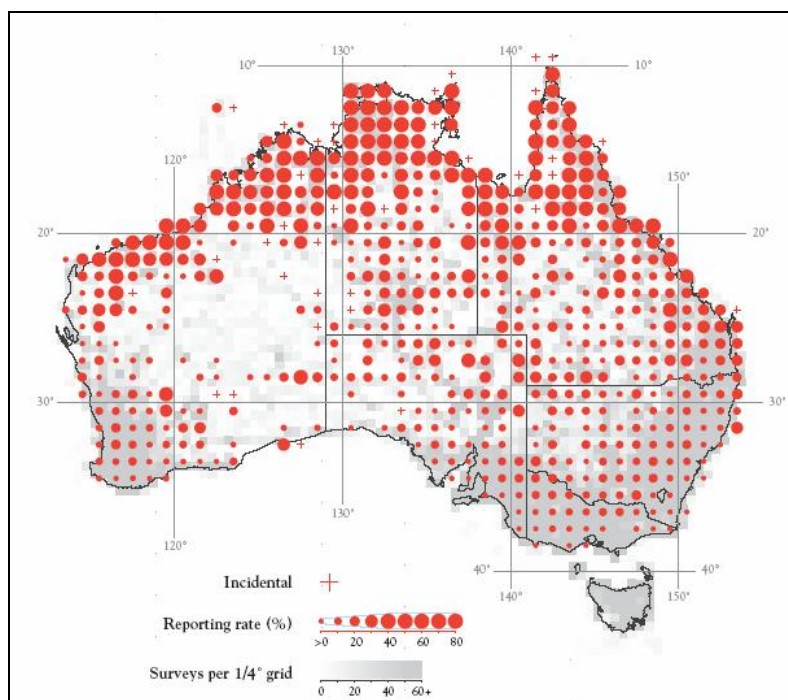 130° 140°
10° 10°
120° 150°
20° 20°
30° 30°
130°
120° 40° 140° 150° 40°
Incidental
Reporting rate (%)
>0 20 40 60 80
Surveys per 1/4° grid
0 20 40 60+